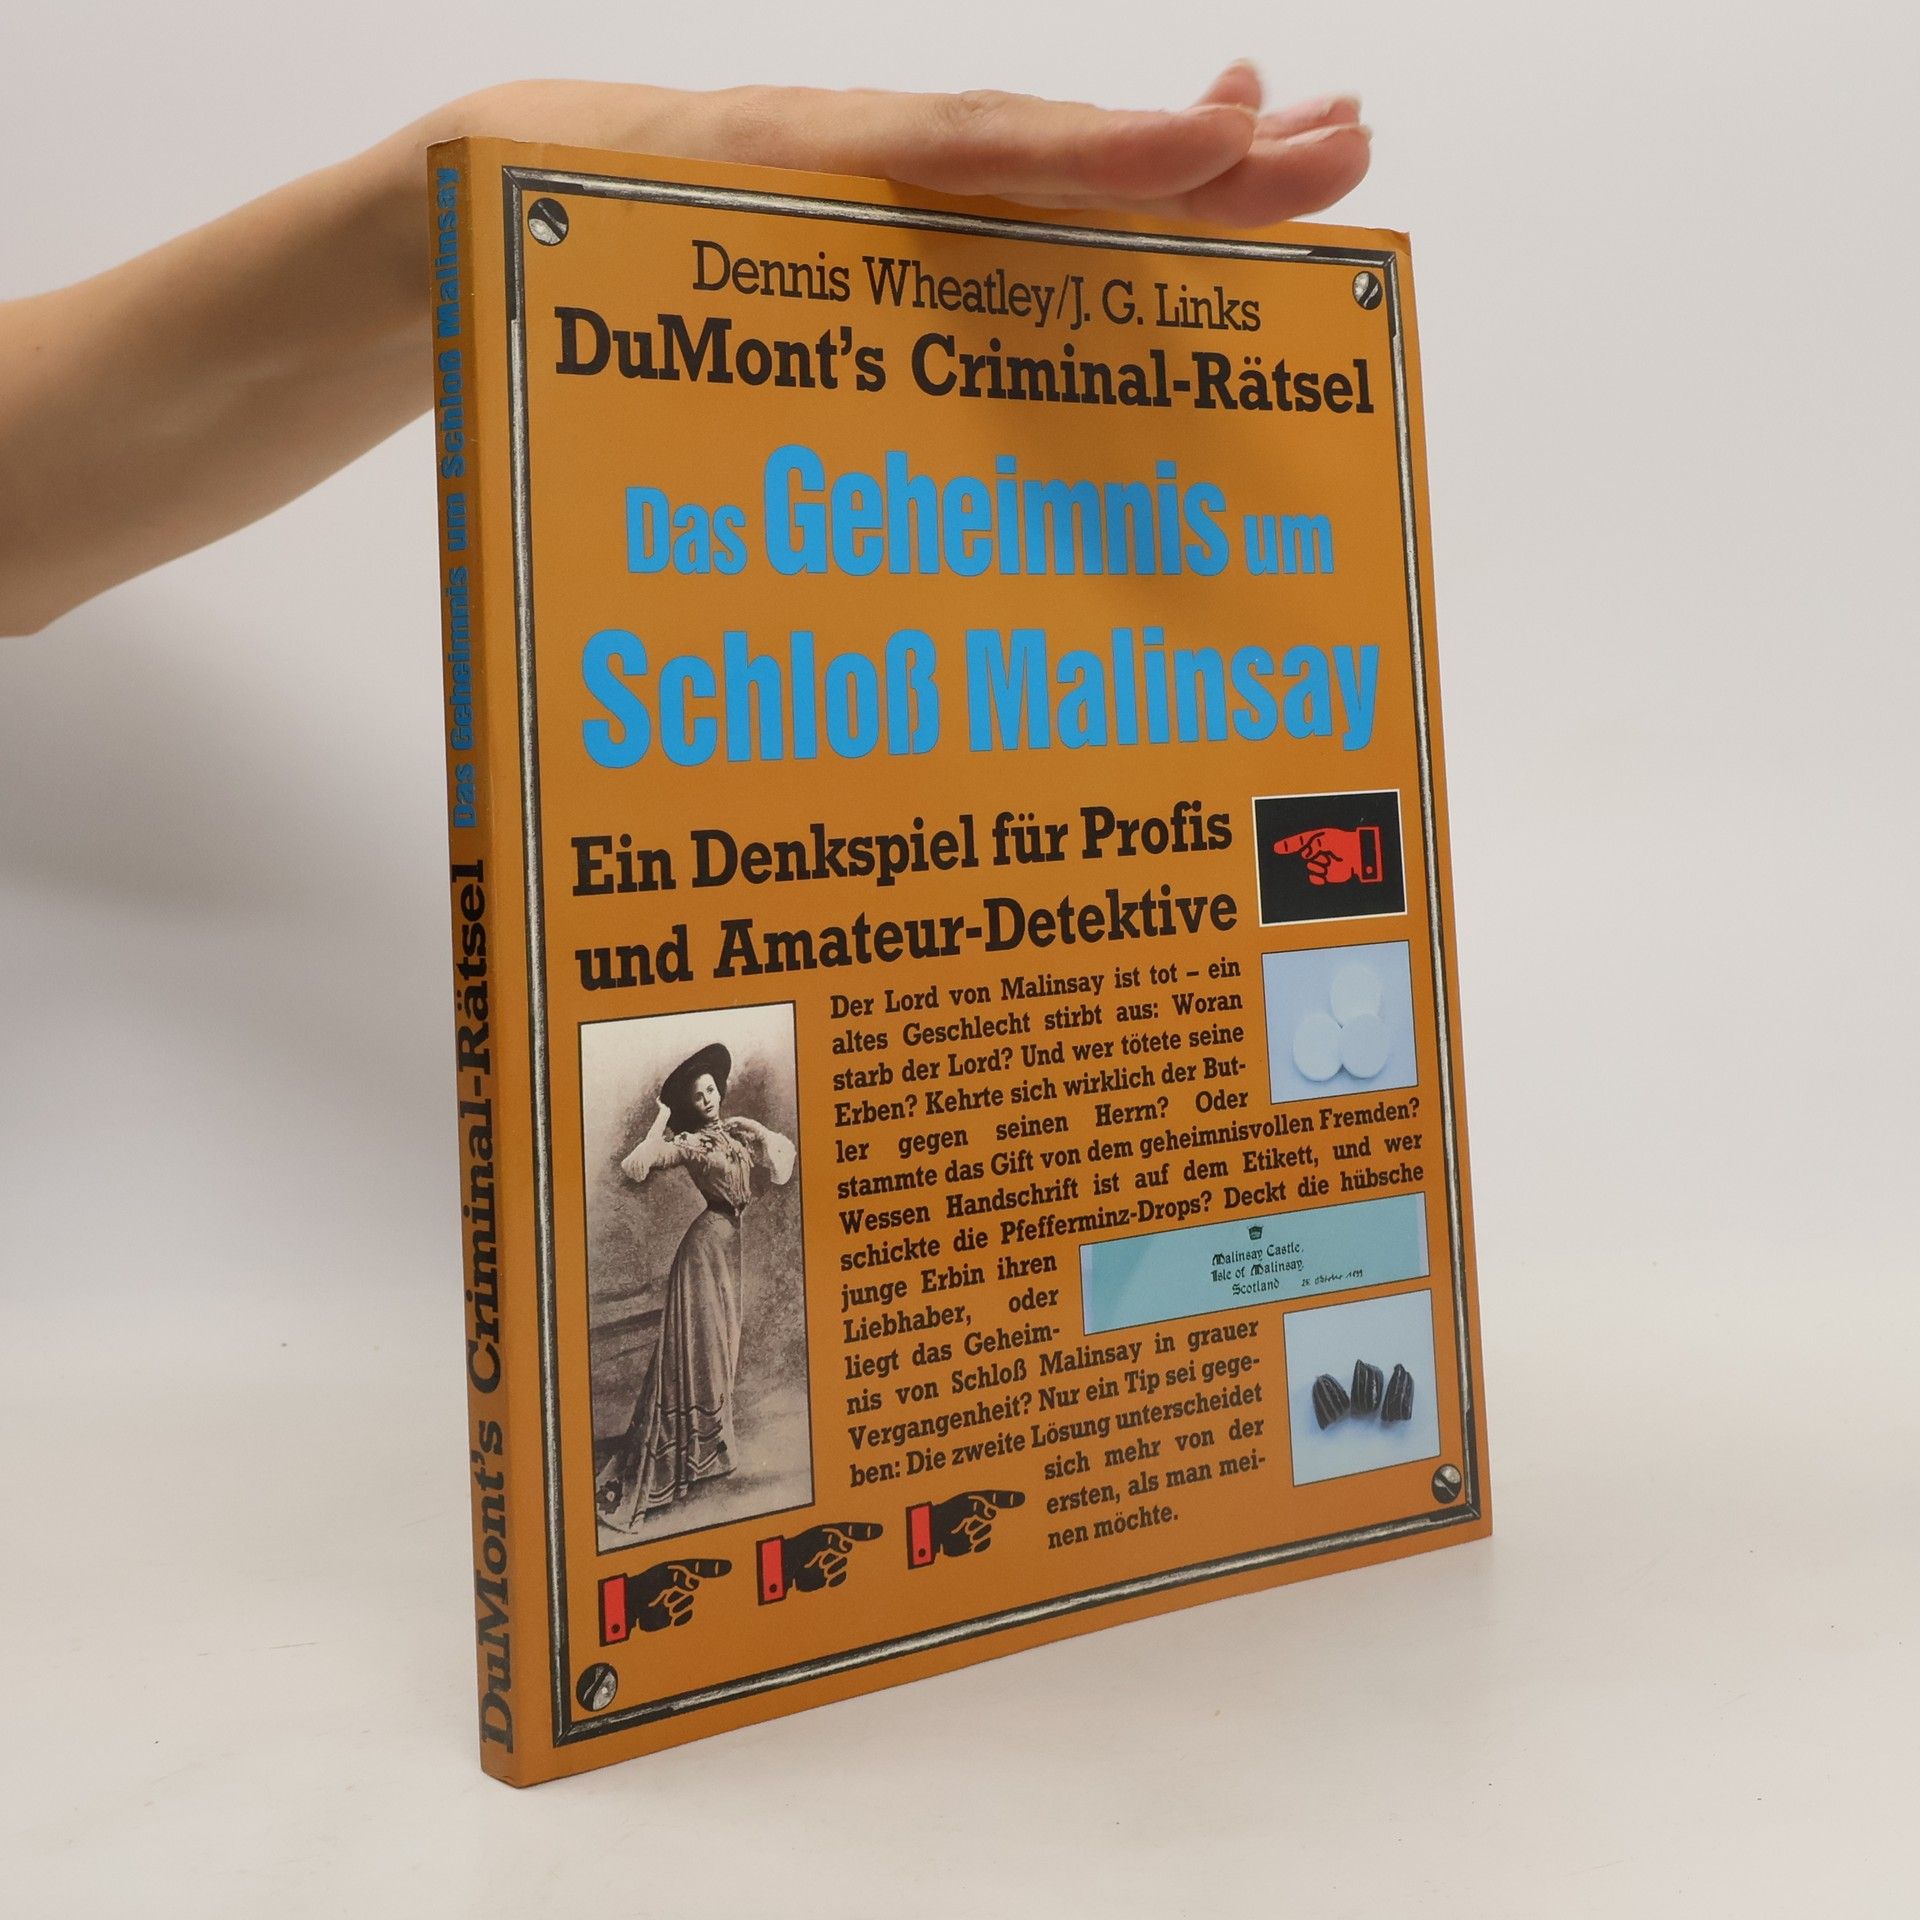 Dennis Wheatley/J. G. Links
DuMont's Criminal-Rätsel
Das Geheimnis um
Schloß Malinsay
Ein Denkspiel für Profis
und Amateur-Detektive
Der Lord von Malinsay ist tot – ein
altes Geschlecht stirbt aus: Woran
starb der Lord? Und wer tötete seine
Erben? Kehrte sich wirklich der But-
ler gegen seinen Herrn? Oder
stammte das Gift von dem geheimnisvollen Fremden?
Wessen Handschrift ist auf dem Etikett, und wer
schickte die Pfefferminz-Drops? Deckt die hübsche
junge Erbin ihren
Liebhaber, oder
liegt das Geheim-
nis von Schloß Malinsay in grauer
Vergangenheit? Nur ein Tip sei gege-
ben: Die zweite Lösung unterscheidet
sich mehr von der
ersten, als man mei-
nen möchte.
Malinsay Castle,
Isle of Malinsay,
Scotland
DuMont's Criminal-Rätsel Das Geheimnis um Schloß Malinsay